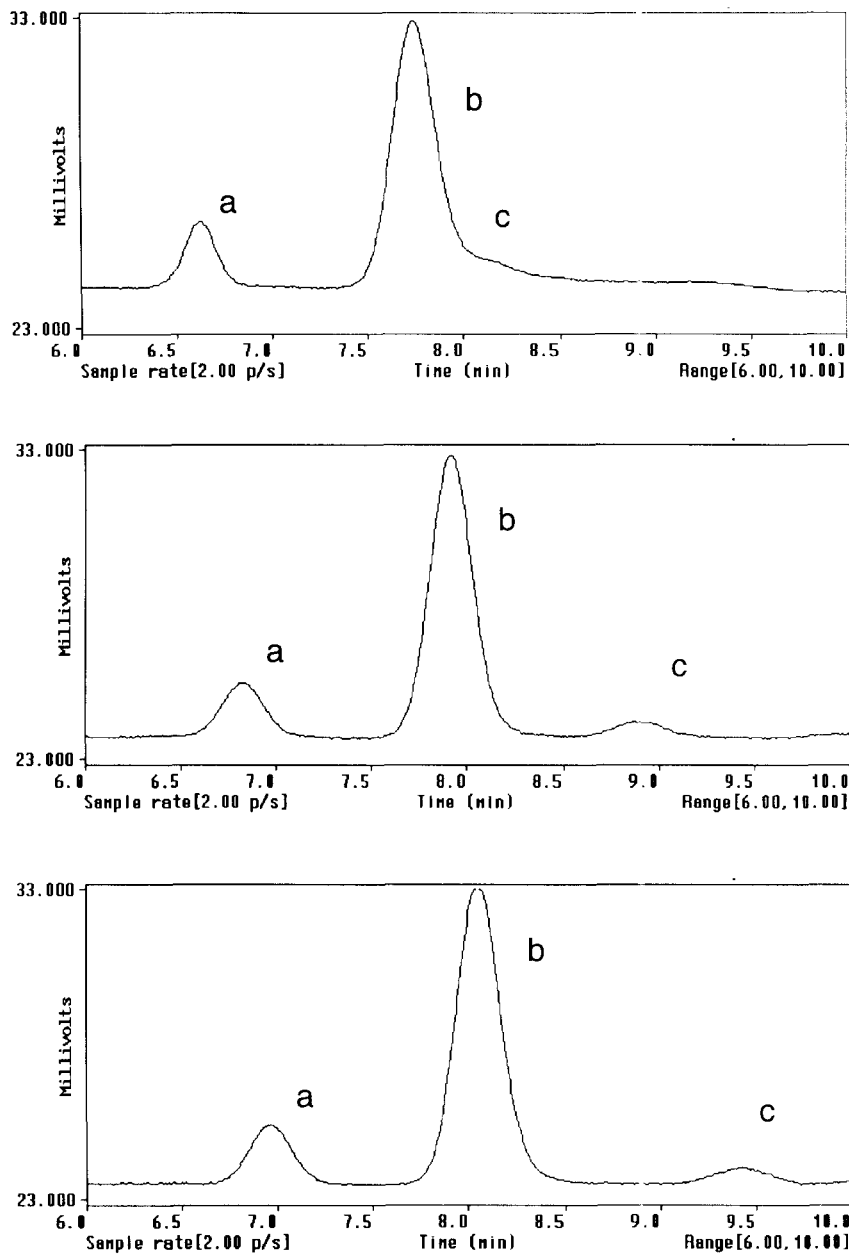 33.000
Millivolts
a
b
c
23.000
6.0 6.5 7.0 7.5 8.0 8.5 9.0 9.5 10.0
Sample rate[2.00 p/s] Time (min) Range[6.00,10.00]
33.000
Millivolts
a
b
c
23.000
6.0 6.5 7.0 7.5 8.0 8.5 9.0 9.5 10.0
Sample rate[2.00 p/s] Time (min) Range[6.00,10.00]
33.000
Millivolts
a
b
c
23.000
6.0 6.5 7.0 7.5 8.0 8.5 9.0 9.5 10.0
Sample rate[2.00 p/s] Time (min) Range[6.00,10.00]